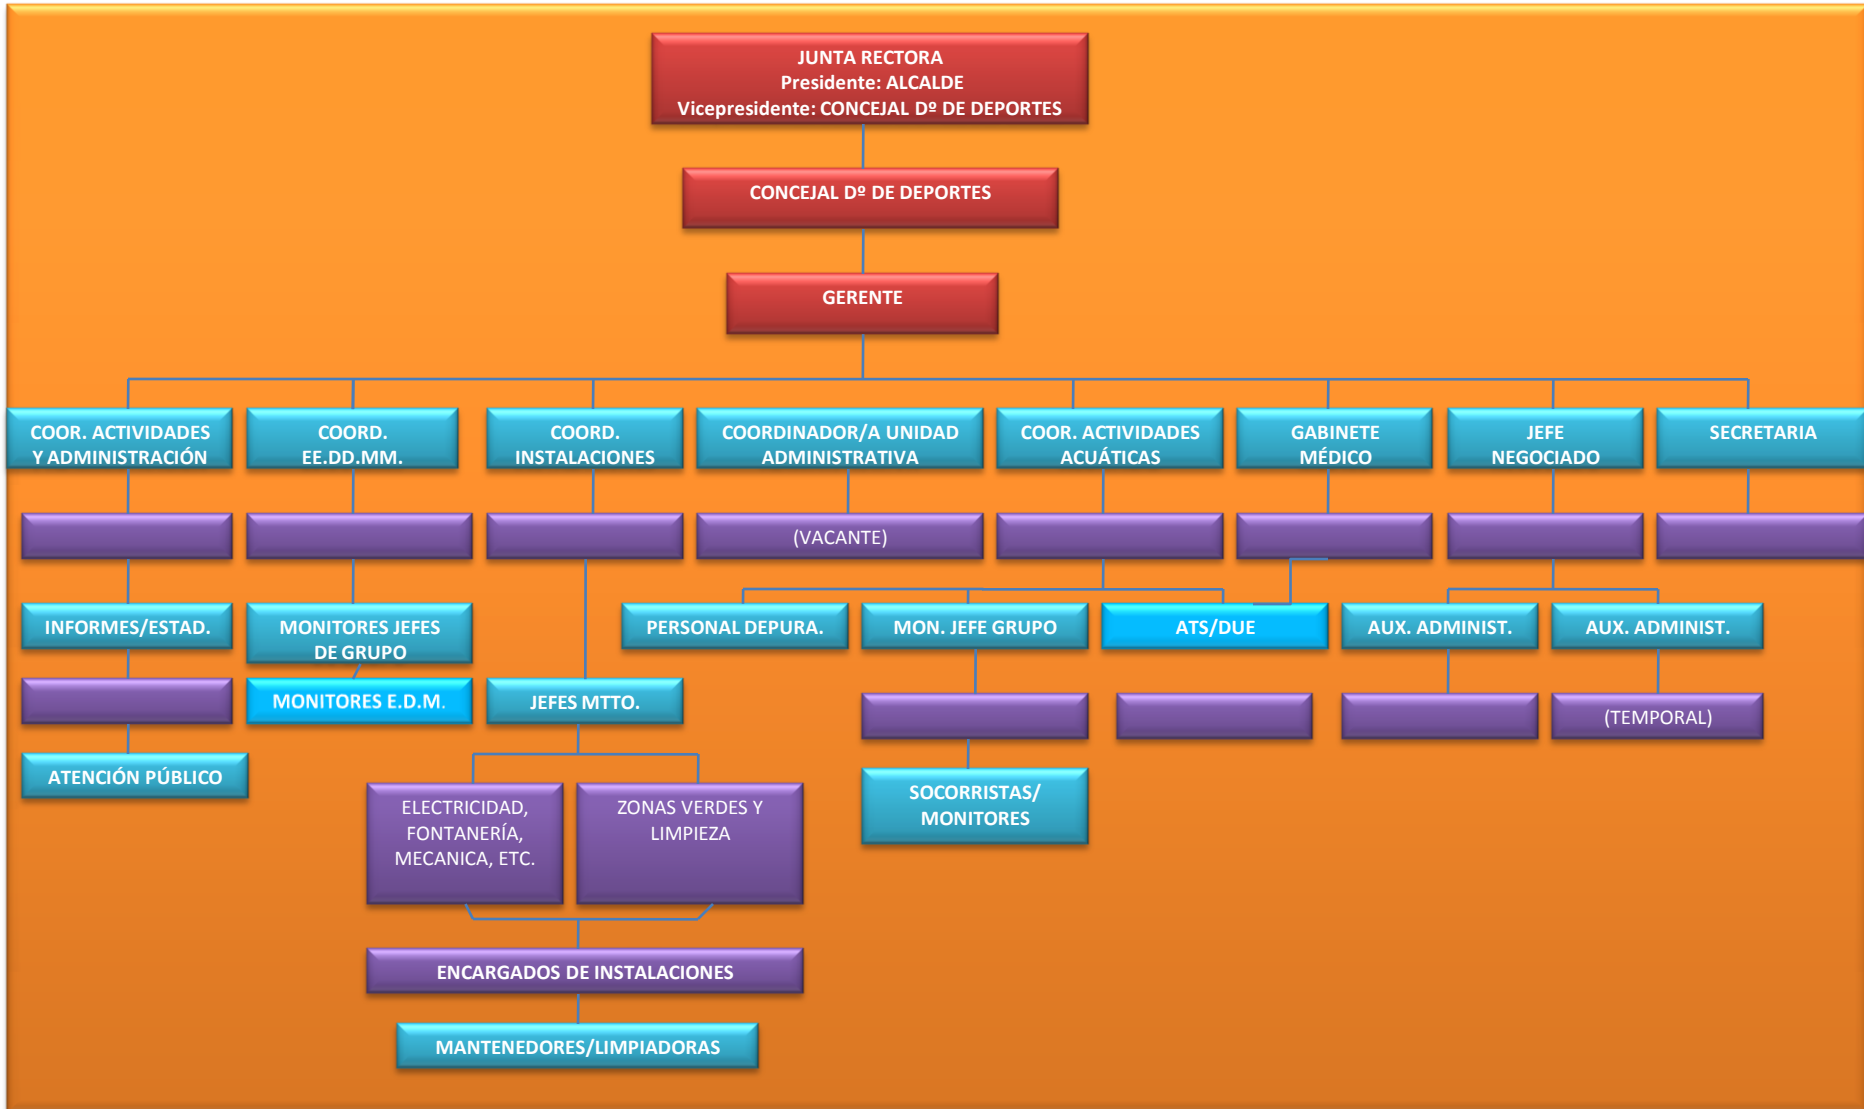 JUNTA RECTORA
Presidente: ALCALDE
Vicepresidente: CONCEJAL Dº DE DEPORTES
CONCEJAL Dº DE DEPORTES
GERENTE
COOR. ACTIVIDADES
Y ADMINISTRACIÓN
COORD.
EE.DD.MM.
COORD.
INSTALACIONES
COORDINADOR/A UNIDAD
ADMINISTRATIVA
COOR. ACTIVIDADES
ACUÁTICAS
GABINETE
MÉDICO
JEFE
NEGOCIADO
SECRETARIA
(VACANTE)
INFORMES/ESTAD.
MONITORES JEFES
DE GRUPO
PERSONAL DEPURA.
MON. JEFE GRUPO
ATS/DUE
AUX. ADMINIST.
AUX. ADMINIST.
MONITORES E.D.M.
JEFES MTTO.
(TEMPORAL)
ATENCIÓN PÚBLICO
ELECTRICIDAD,
FONTANERÍA,
MECANICA, ETC.
ZONAS VERDES Y
LIMPIEZA
SOCORRISTAS/
MONITORES
ENCARGADOS DE INSTALACIONES
MANTENEDORES/LIMPIADORAS